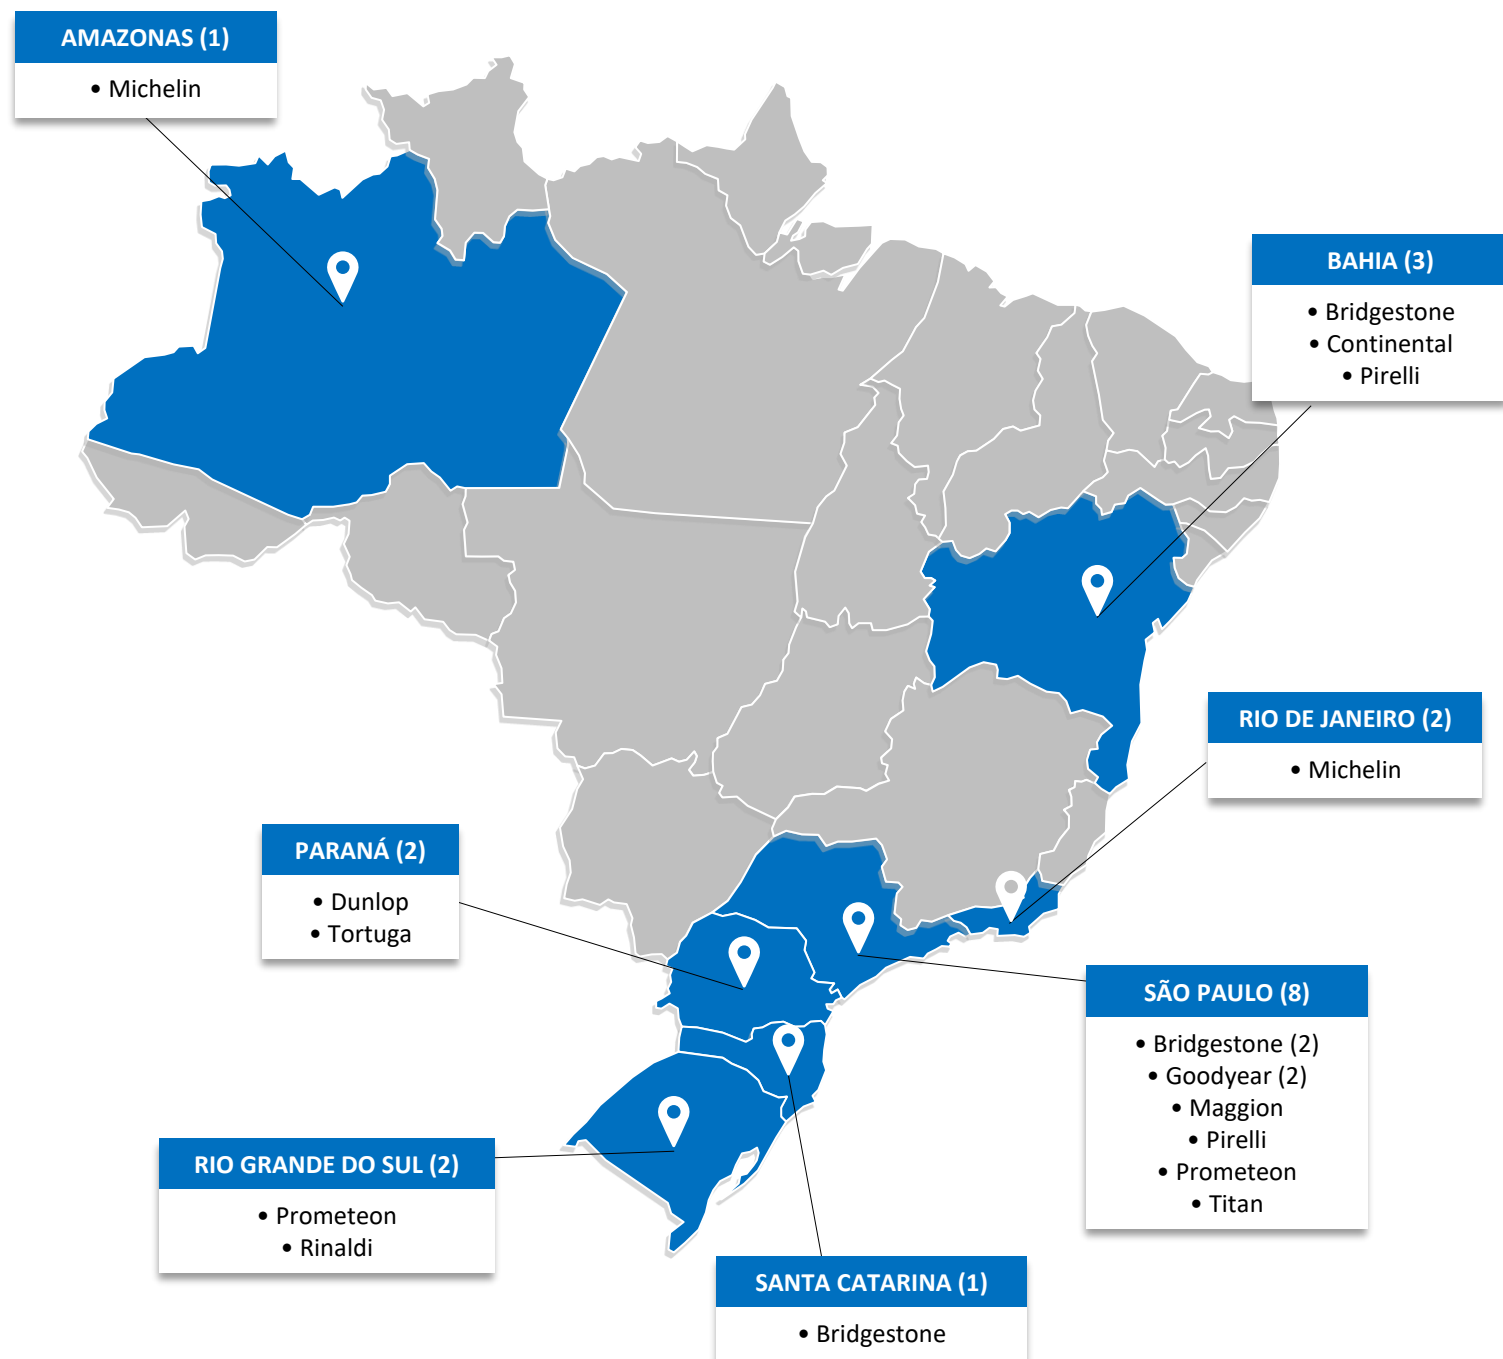 AMAZONAS (1)
• Michelin
BAHIA (3)
• Bridgestone
• Continental
• Pirelli
RIO DE JANEIRO (2)
• Michelin
PARANÁ (2)
• Dunlop
• Tortuga
SÃO PAULO (8)
• Bridgestone (2)
• Goodyear (2)
• Maggion
• Pirelli
• Prometeon
• Titan
RIO GRANDE DO SUL (2)
• Prometeon
• Rinaldi
SANTA CATARINA (1)
• Bridgestone